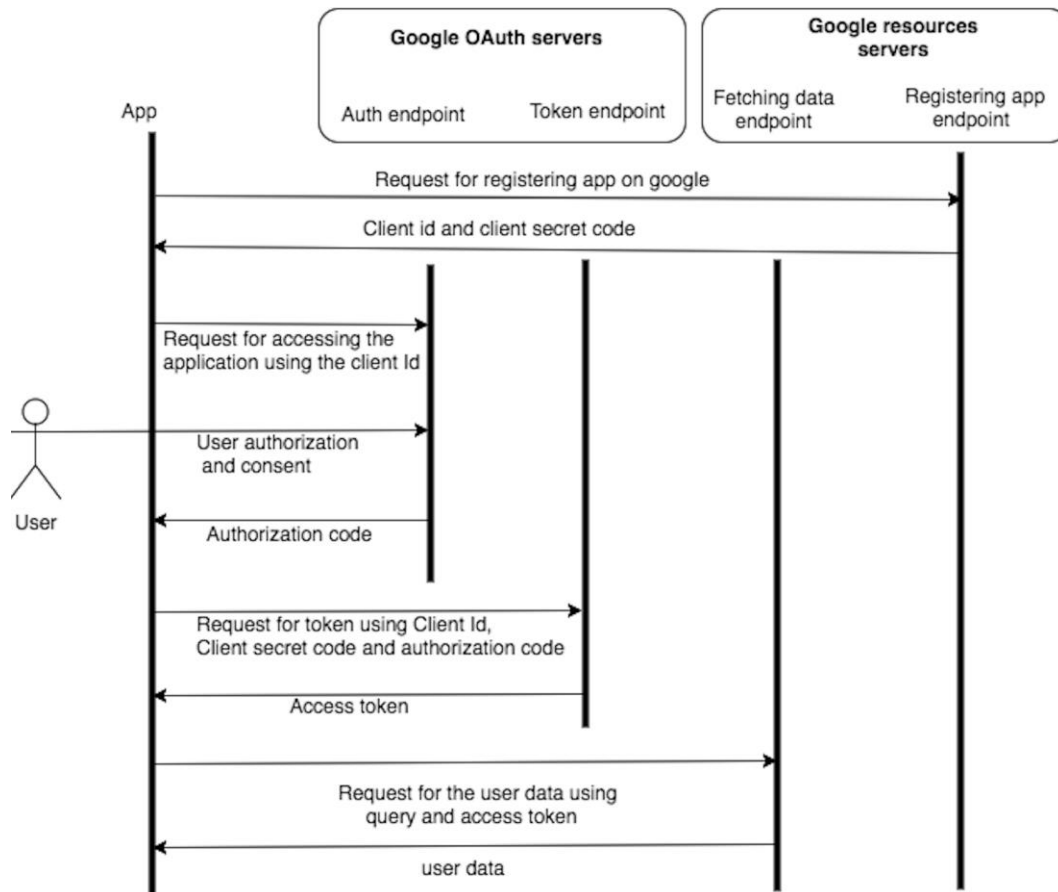 Google OAuth servers
Google resources
servers
App
Auth endpoint
Token endpoint
Fetching data
endpoint
Registering app
endpoint
Request for registering app on google
Client id and client secret code
Request for accessing the
application using the client Id
User authorization
and consent
User
Authorization code
Request for token using Client Id,
Client secret code and authorization code
Access token
Request for the user data using
query and access token
user data